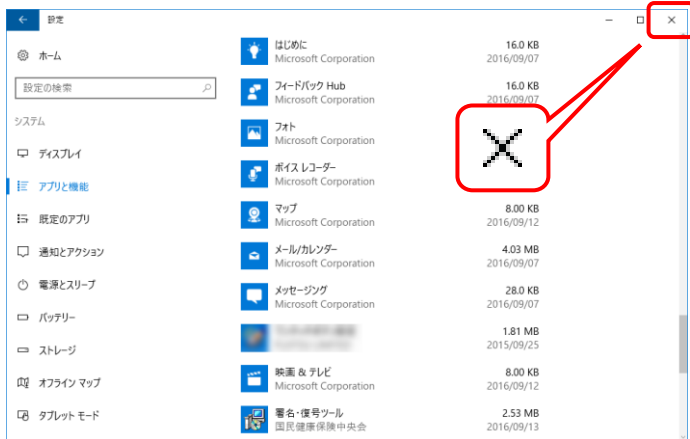 設定
ホーム
設定の検索
システム
ディスプレイ
アプリと機能
既定のアプリ
通知とアクション
電源とスリープ
バッテリー
ストレージ
オフライン マップ
タブレット モード
はじめに
16.0 KB
Microsoft Corporation
2016/09/07
フィードバック Hub
16.0 KB
Microsoft Corporation
2016/09/07
フォト
Microsoft Corporation
ボイス レコーダー
Microsoft Corporation
マップ
8.00 KB
Microsoft Corporation
2016/09/12
メール/カレンダー
4.03 MB
Microsoft Corporation
2016/09/07
メッセージング
28.0 KB
Microsoft Corporation
2016/09/07
1.81 MB
2015/09/25
映画 & テレビ
8.00 KB
Microsoft Corporation
2016/09/12
署名・復号ツール
2.53 MB
国民健康保険中央会
2016/09/13